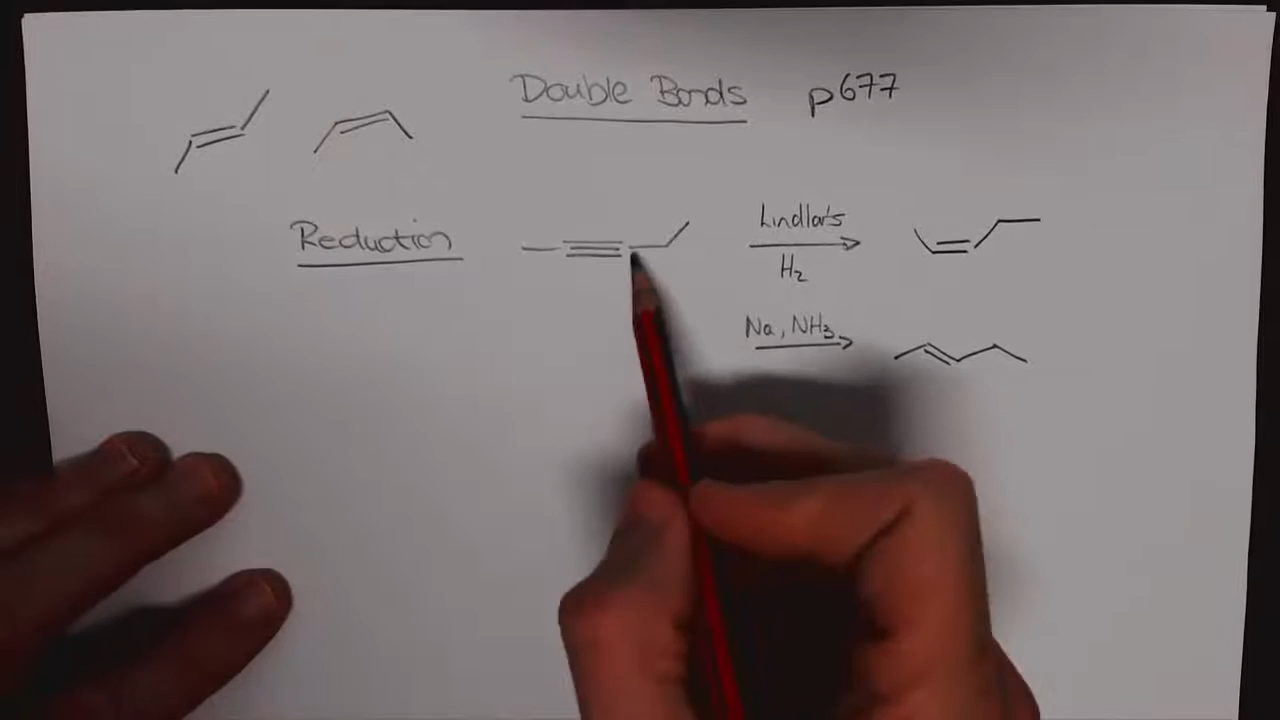 Double Bonds p677
Reduction
Lindlar's
H₂
Na, NH₃